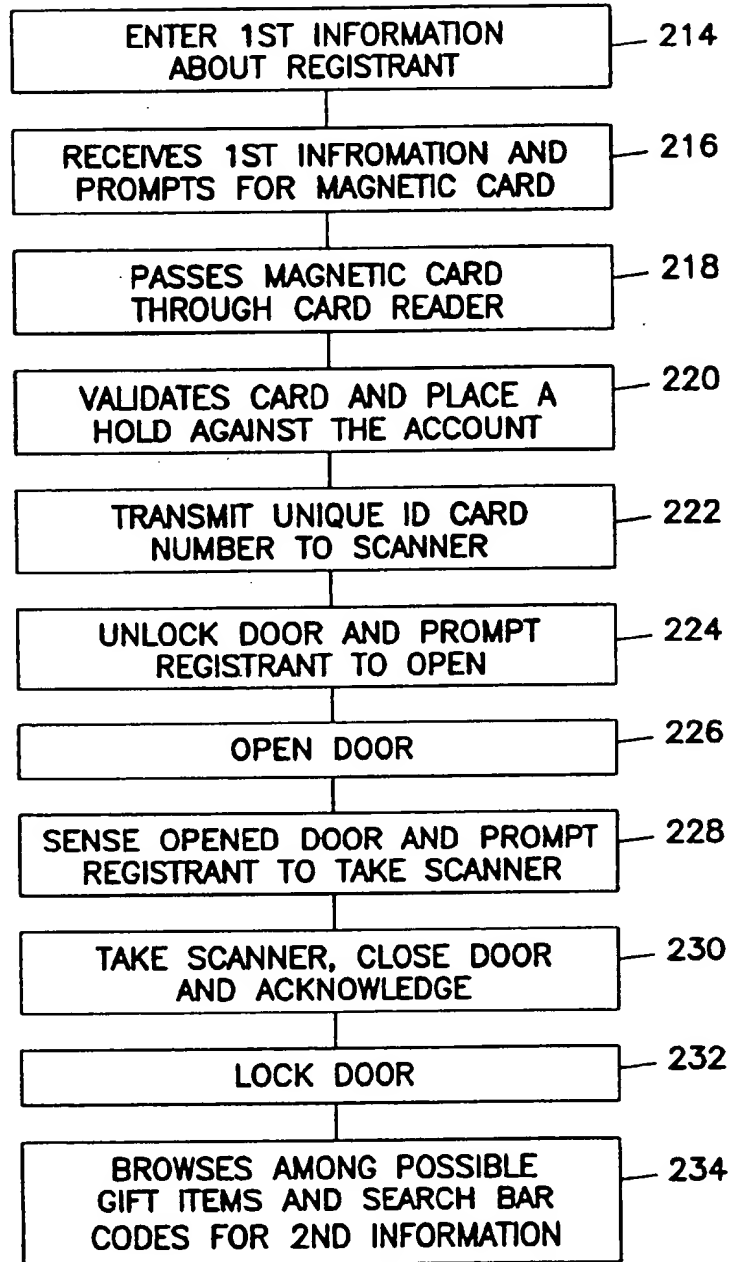 ENTER 1ST INFORMATION
ABOUT REGISTRANT
214
RECEIVES 1ST INFROMATION AND
PROMPTS FOR MAGNETIC CARD
216
PASSES MAGNETIC CARD
THROUGH CARD READER
218
VALIDATES CARD AND PLACE A
HOLD AGAINST THE ACCOUNT
220
TRANSMIT UNIQUE ID CARD
NUMBER TO SCANNER
222
UNLOCK DOOR AND PROMPT
REGISTRANT TO OPEN
224
OPEN DOOR
226
SENSE OPENED DOOR AND PROMPT
REGISTRANT TO TAKE SCANNER
228
TAKE SCANNER, CLOSE DOOR
AND ACKNOWLEDGE
230
LOCK DOOR
232
BROWSES AMONG POSSIBLE
GIFT ITEMS AND SEARCH BAR
CODES FOR 2ND INFORMATION
234